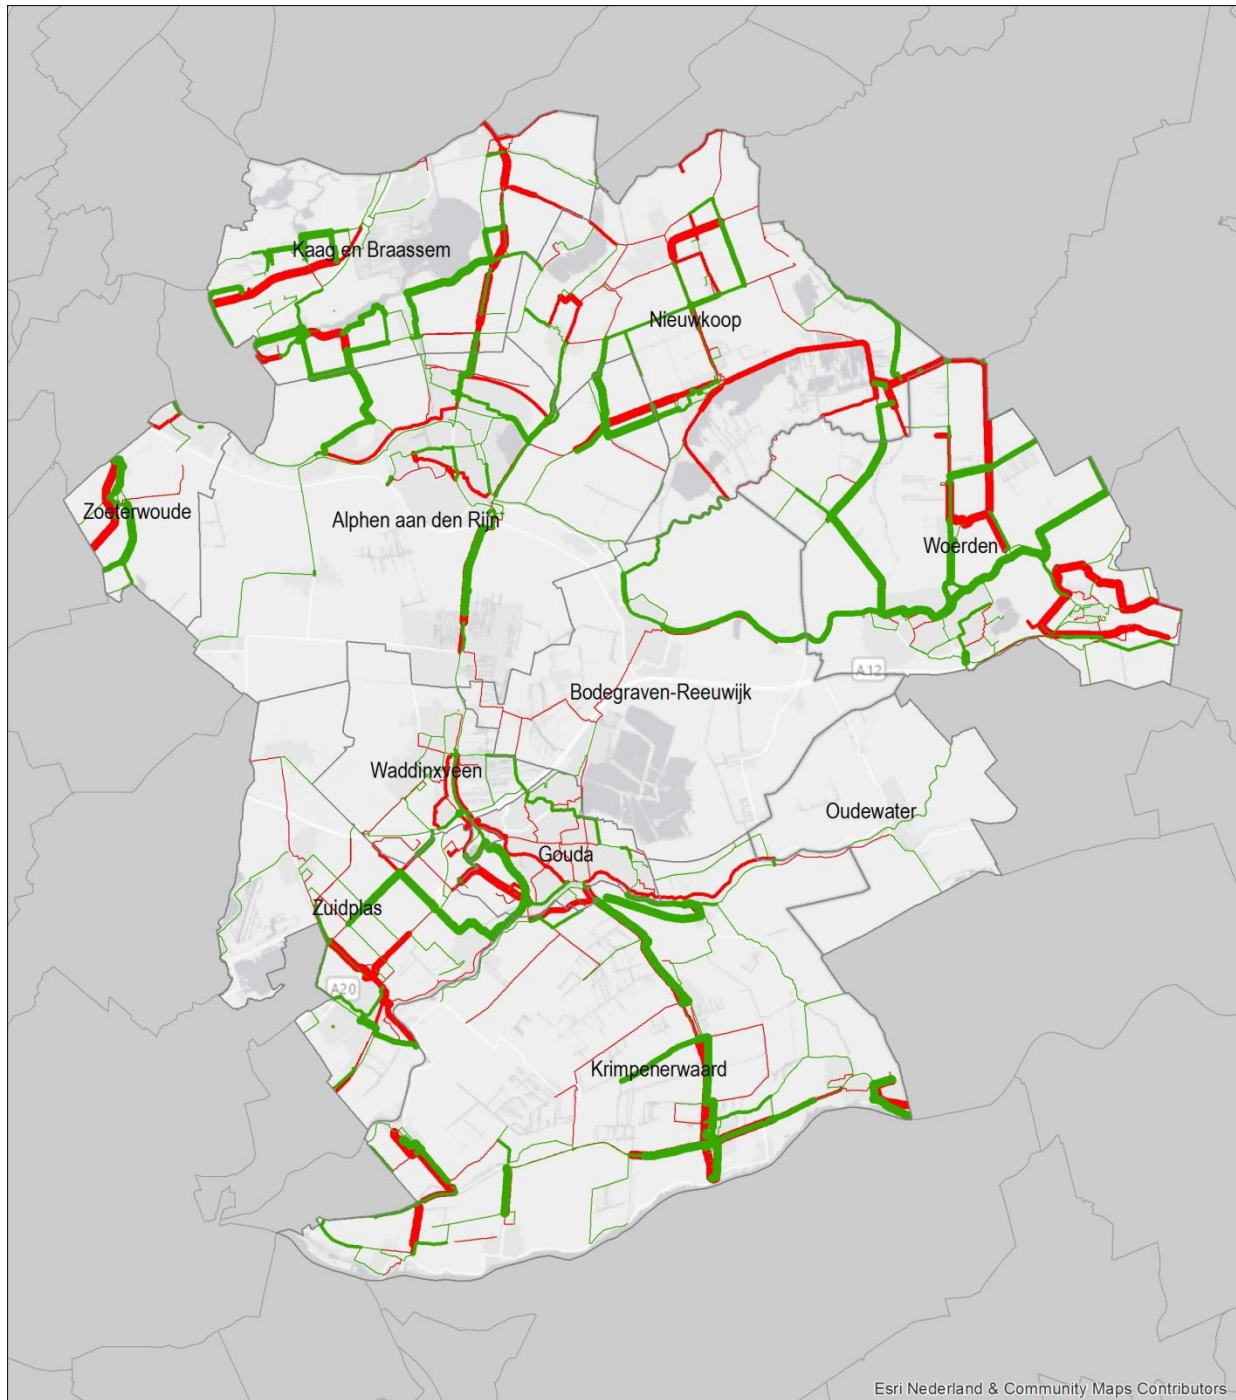 Kaag en Braassem
Nieuwkoop
Zoeterwoude
Alphen aan den Rijn
Woerden
A12
Bodegraven-Reeuwijk
Waddinxveen
Oudewater
Gouda
Zuidplas
A20
Krimpenerwaard
Esri Nederland & Community Maps Contributors